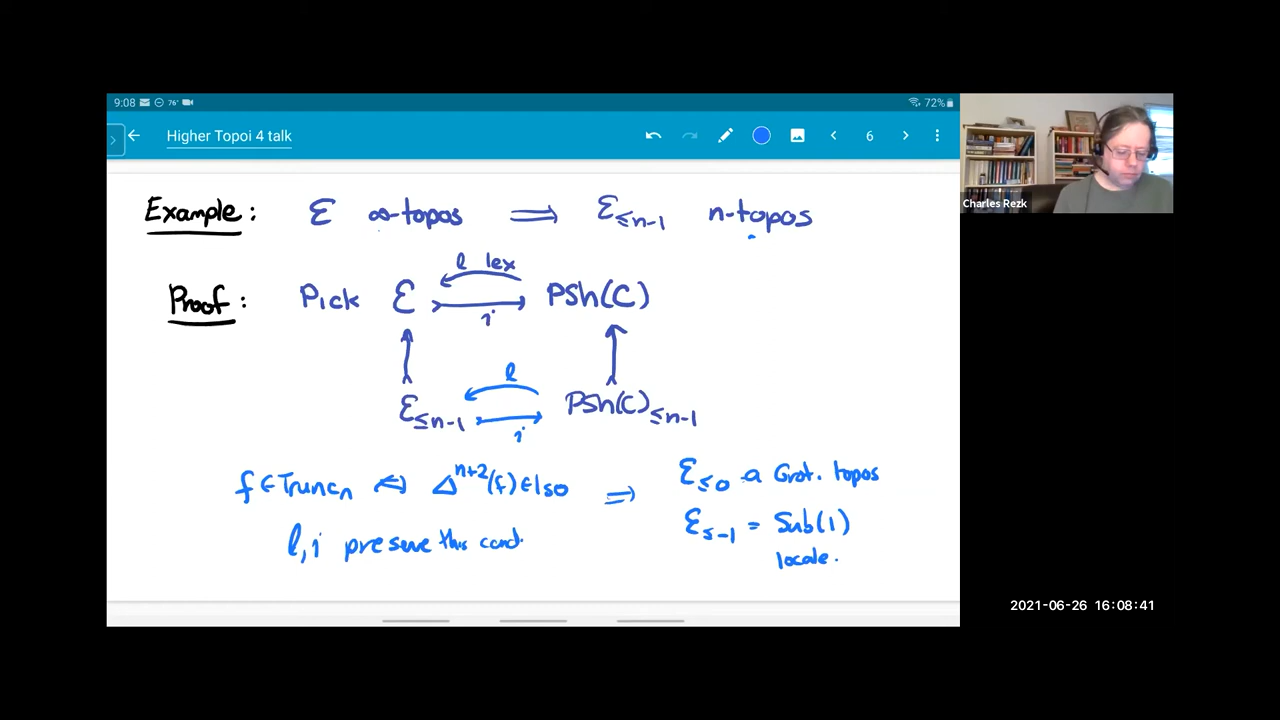 9:08 76° 72%
Higher Topoi 4 talk 6
Charles Rezk
Example: ℰ ∞-topos ⟹ ℰ≤n-1 n-topos
l lex
Proof: Pick ℰ PSh(C)
i
l
ℰ≤n-1 PSh(C)≤n-1
i
f ∈ Truncₙ ⟺ Δⁿ⁺²(f) ∈ Iso ⟹ ℰ≤0 a Grot. topos
l, i preserve this cond. ℰ≤-1 = Sub(1)
locale.
2021-06-26 16:08:41